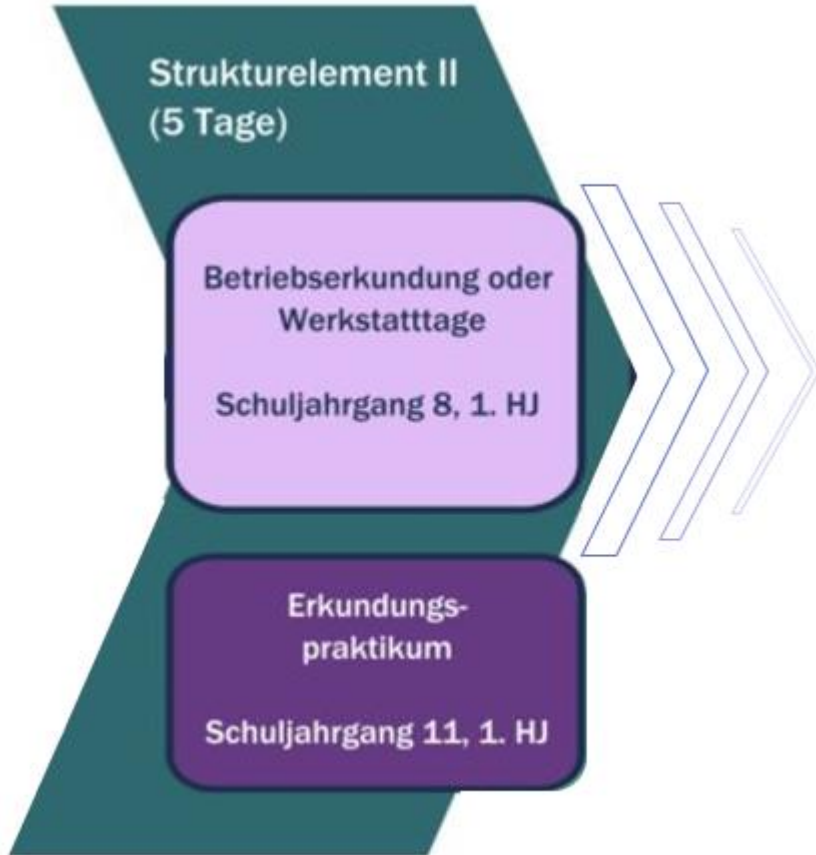 Strukturelement II
(5 Tage)
Betriebserkundung oder
Werkstatttage
Schuljahrgang 8, 1. HJ
Erkundungs-
praktikum
Schuljahrgang 11, 1. HJ